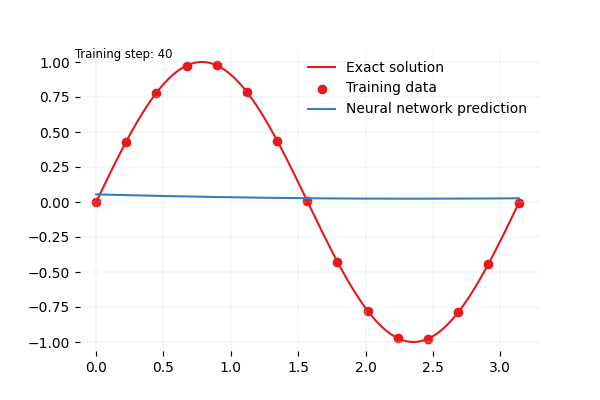 Training step: 40
Exact solution
Training data
Neural network prediction
1.00
0.75
0.50
0.25
0.00
−0.25
−0.50
−0.75
−1.00
0.0 0.5 1.0 1.5 2.0 2.5 3.0